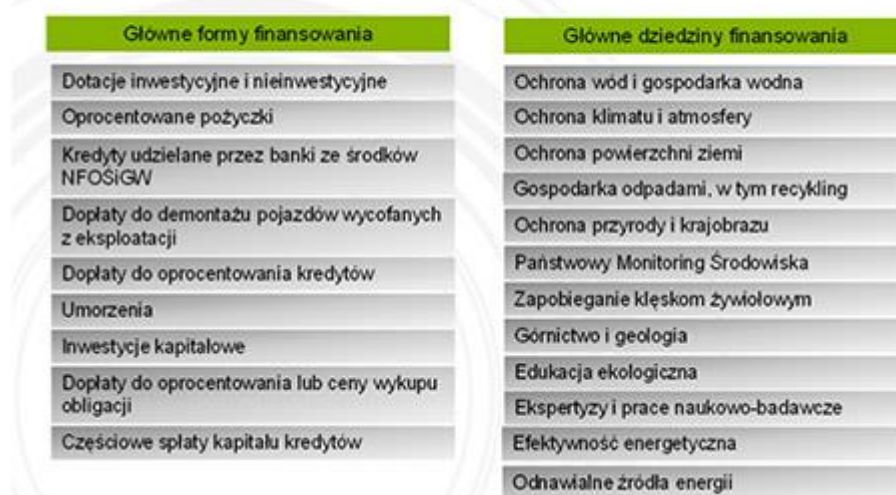 Główne formy finansowania
Dotacje inwestycyjne i nieinwestycyjne
Oprocentowane pożyczki
Kredyty udzielane przez banki ze środków
NFOŚiGW
Dopłaty do demontażu pojazdów wycofanych
z eksploatacji
Dopłaty do oprocentowania kredytów
Umorzenia
Inwestycje kapitałowe
Dopłaty do oprocentowania lub ceny wykupu
obligacji
Częściowe spłaty kapitału kredytów
Główne dziedziny finansowania
Ochrona wód i gospodarka wodna
Ochrona klimatu i atmosfery
Ochrona powierzchni ziemi
Gospodarka odpadami, w tym recykling
Ochrona przyrody i krajobrazu
Państwowy Monitoring Środowiska
Zapobieganie klęskom żywiołowym
Górnictwo i geologia
Edukacja ekologiczna
Ekspertyzy i prace naukowo-badawcze
Efektywność energetyczna
Odnawialne źródła energii